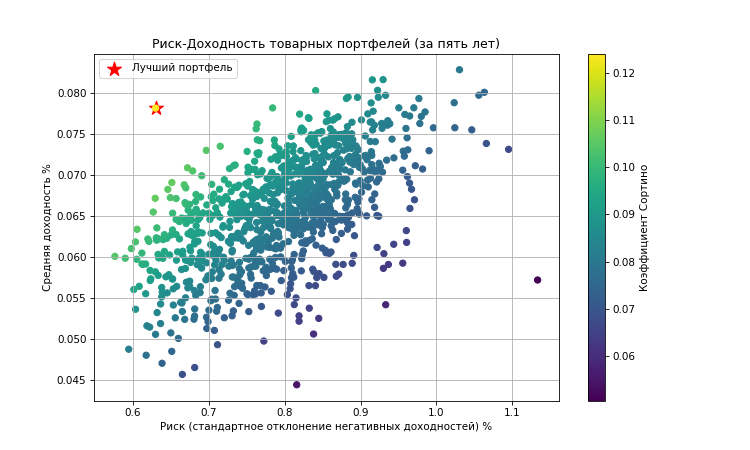 Риск-Доходность товарных портфелей (за пять лет)
Лучший портфель
Средняя доходность %
0.080
0.075
0.070
0.065
0.060
0.055
0.050
0.045
0.6 0.7 0.8 0.9 1.0 1.1
Риск (стандартное отклонение негативных доходностей) %
0.12
0.11
0.10
0.09
0.08
0.07
0.06
Коэффициент Сортино